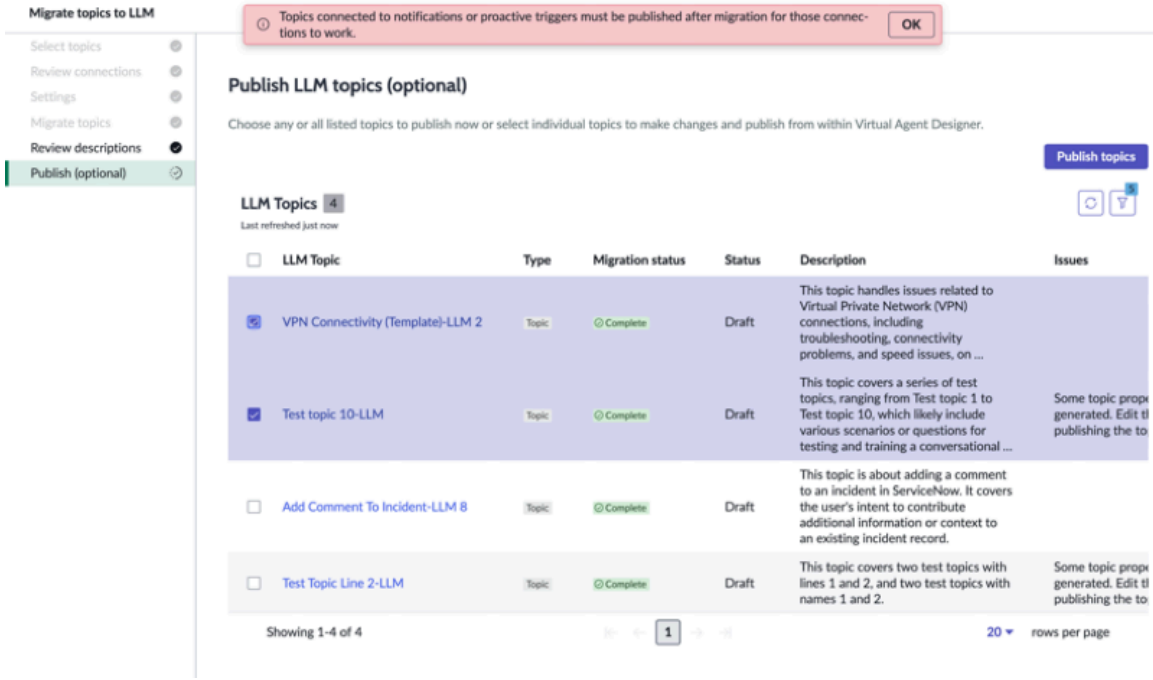 Migrate topics to LLM
Topics connected to notifications or proactive triggers must be published after migration for those connec-
tions to work.
OK
Select topics
Review connections
Settings
Migrate topics
Review descriptions
Publish (optional)
Publish LLM topics (optional)
Choose any or all listed topics to publish now or select individual topics to make changes and publish from within Virtual Agent Designer.
Publish topics
LLM Topics 4
5
Last refreshed just now
LLM Topic Type Migration status Status Description Issues
VPN Connectivity (Template)-LLM 2 Topic Complete Draft
This topic handles issues related to
Virtual Private Network (VPN)
connections, including
troubleshooting, connectivity
problems, and speed issues, on ...
Test topic 10-LLM Topic Complete Draft
This topic covers a series of test
topics, ranging from Test topic 1 to
Test topic 10, which likely include
various scenarios or questions for
testing and training a conversational ...
Some topic prope
generated. Edit th
publishing the to
Add Comment To Incident-LLM 8 Topic Complete Draft
This topic is about adding a comment
to an incident in ServiceNow. It covers
the user's intent to contribute
additional information or context to
an existing incident record.
Test Topic Line 2-LLM Topic Complete Draft
This topic covers two test topics with
lines 1 and 2, and two test topics with
names 1 and 2.
Some topic prope
generated. Edit th
publishing the to
Showing 1-4 of 4
1
20 rows per page